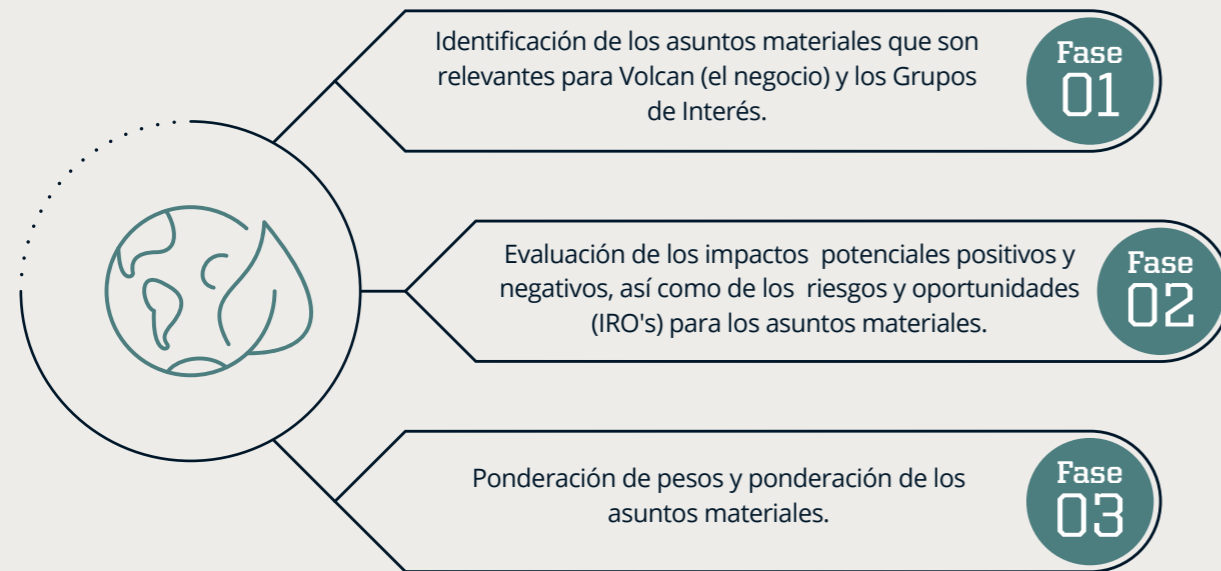 Identificación de los asuntos materiales que son
relevantes para Volcan (el negocio) y los Grupos
de Interés.
Fase
01
Evaluación de los impactos  potenciales positivos y
negativos, así como de los  riesgos y oportunidades
(IRO's) para los asuntos materiales.
Fase
02
Ponderación de pesos y ponderación de los
asuntos materiales.
Fase
03